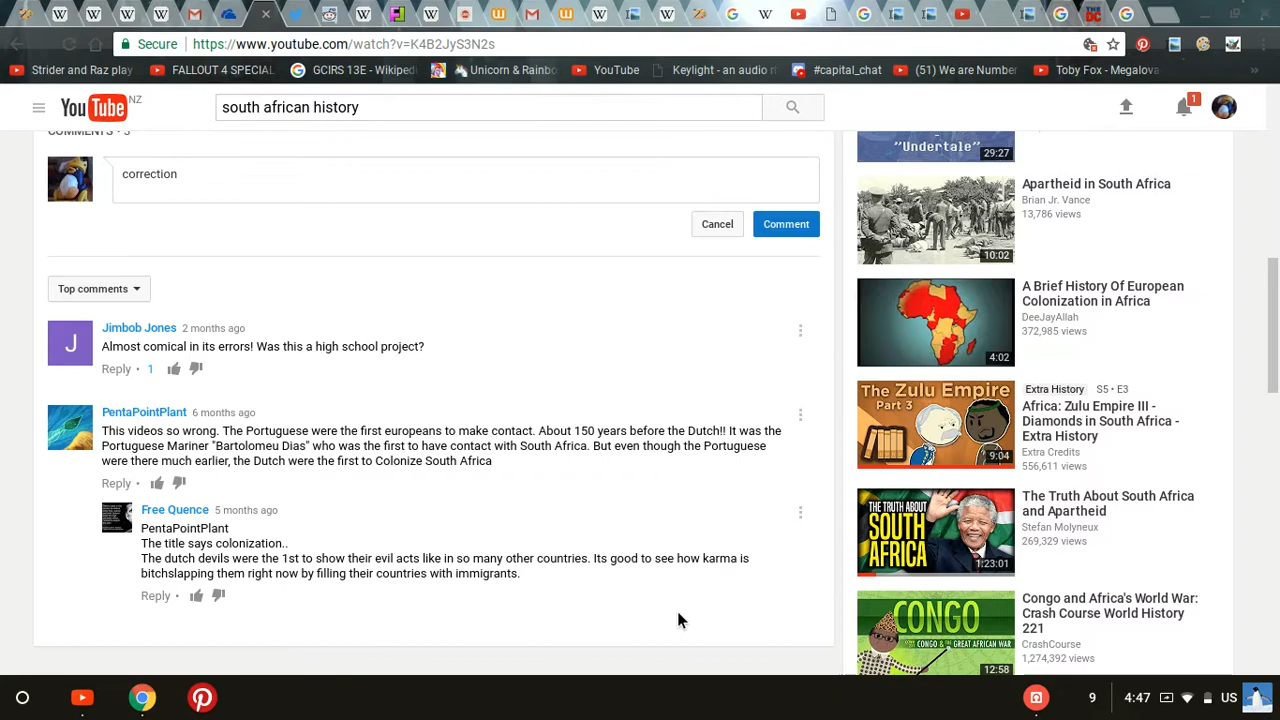 Secure https://www.youtube.com/watch?v=K4B2JyS3N2s
Strider and Raz play
FALLOUT 4 SPECIAL
GCIRS 13E - Wikiped
Unicorn & Rainbo
YouTube
Keylight - an audio r
#capital_chat
(51) We are Number
Toby Fox - Megalova
YouTube NZ
south african history
1
COMMENTS • 3
correction
Cancel
Comment
Top comments
Jimbob Jones 2 months ago
Almost comical in its errors! Was this a high school project?
Reply • 1
PentaPointPlant 6 months ago
This videos so wrong. The Portuguese were the first europeans to make contact. About 150 years before the Dutch!! It was the
Portuguese Mariner "Bartolomeu Dias" who was the first to have contact with South Africa. But even though the Portuguese
were there much earlier, the Dutch were the first to Colonize South Africa
Reply •
Free Quence 5 months ago
PentaPointPlant
The title says colonization..
The dutch devils were the 1st to show their evil acts like in so many other countries. Its good to see how karma is
bitchslapping them right now by filling their countries with immigrants.
Reply •
"Undertale"
29:27
Apartheid in South Africa
Brian Jr. Vance
13,786 views
10:02
A Brief History Of European
Colonization in Africa
DeeJayAllah
372,985 views
4:02
The Zulu Empire
Part 3
9:04
Extra History S5 • E3
Africa: Zulu Empire III -
Diamonds in South Africa -
Extra History
Extra Credits
556,611 views
THE TRUTH ABOUT
SOUTH
AFRICA
1:23:01
The Truth About South Africa
and Apartheid
Stefan Molyneux
269,329 views
CONGO
AFRICAN WAR
12:58
Congo and Africa's World War:
Crash Course World History
221
CrashCourse
1,274,392 views
9
4:47
US